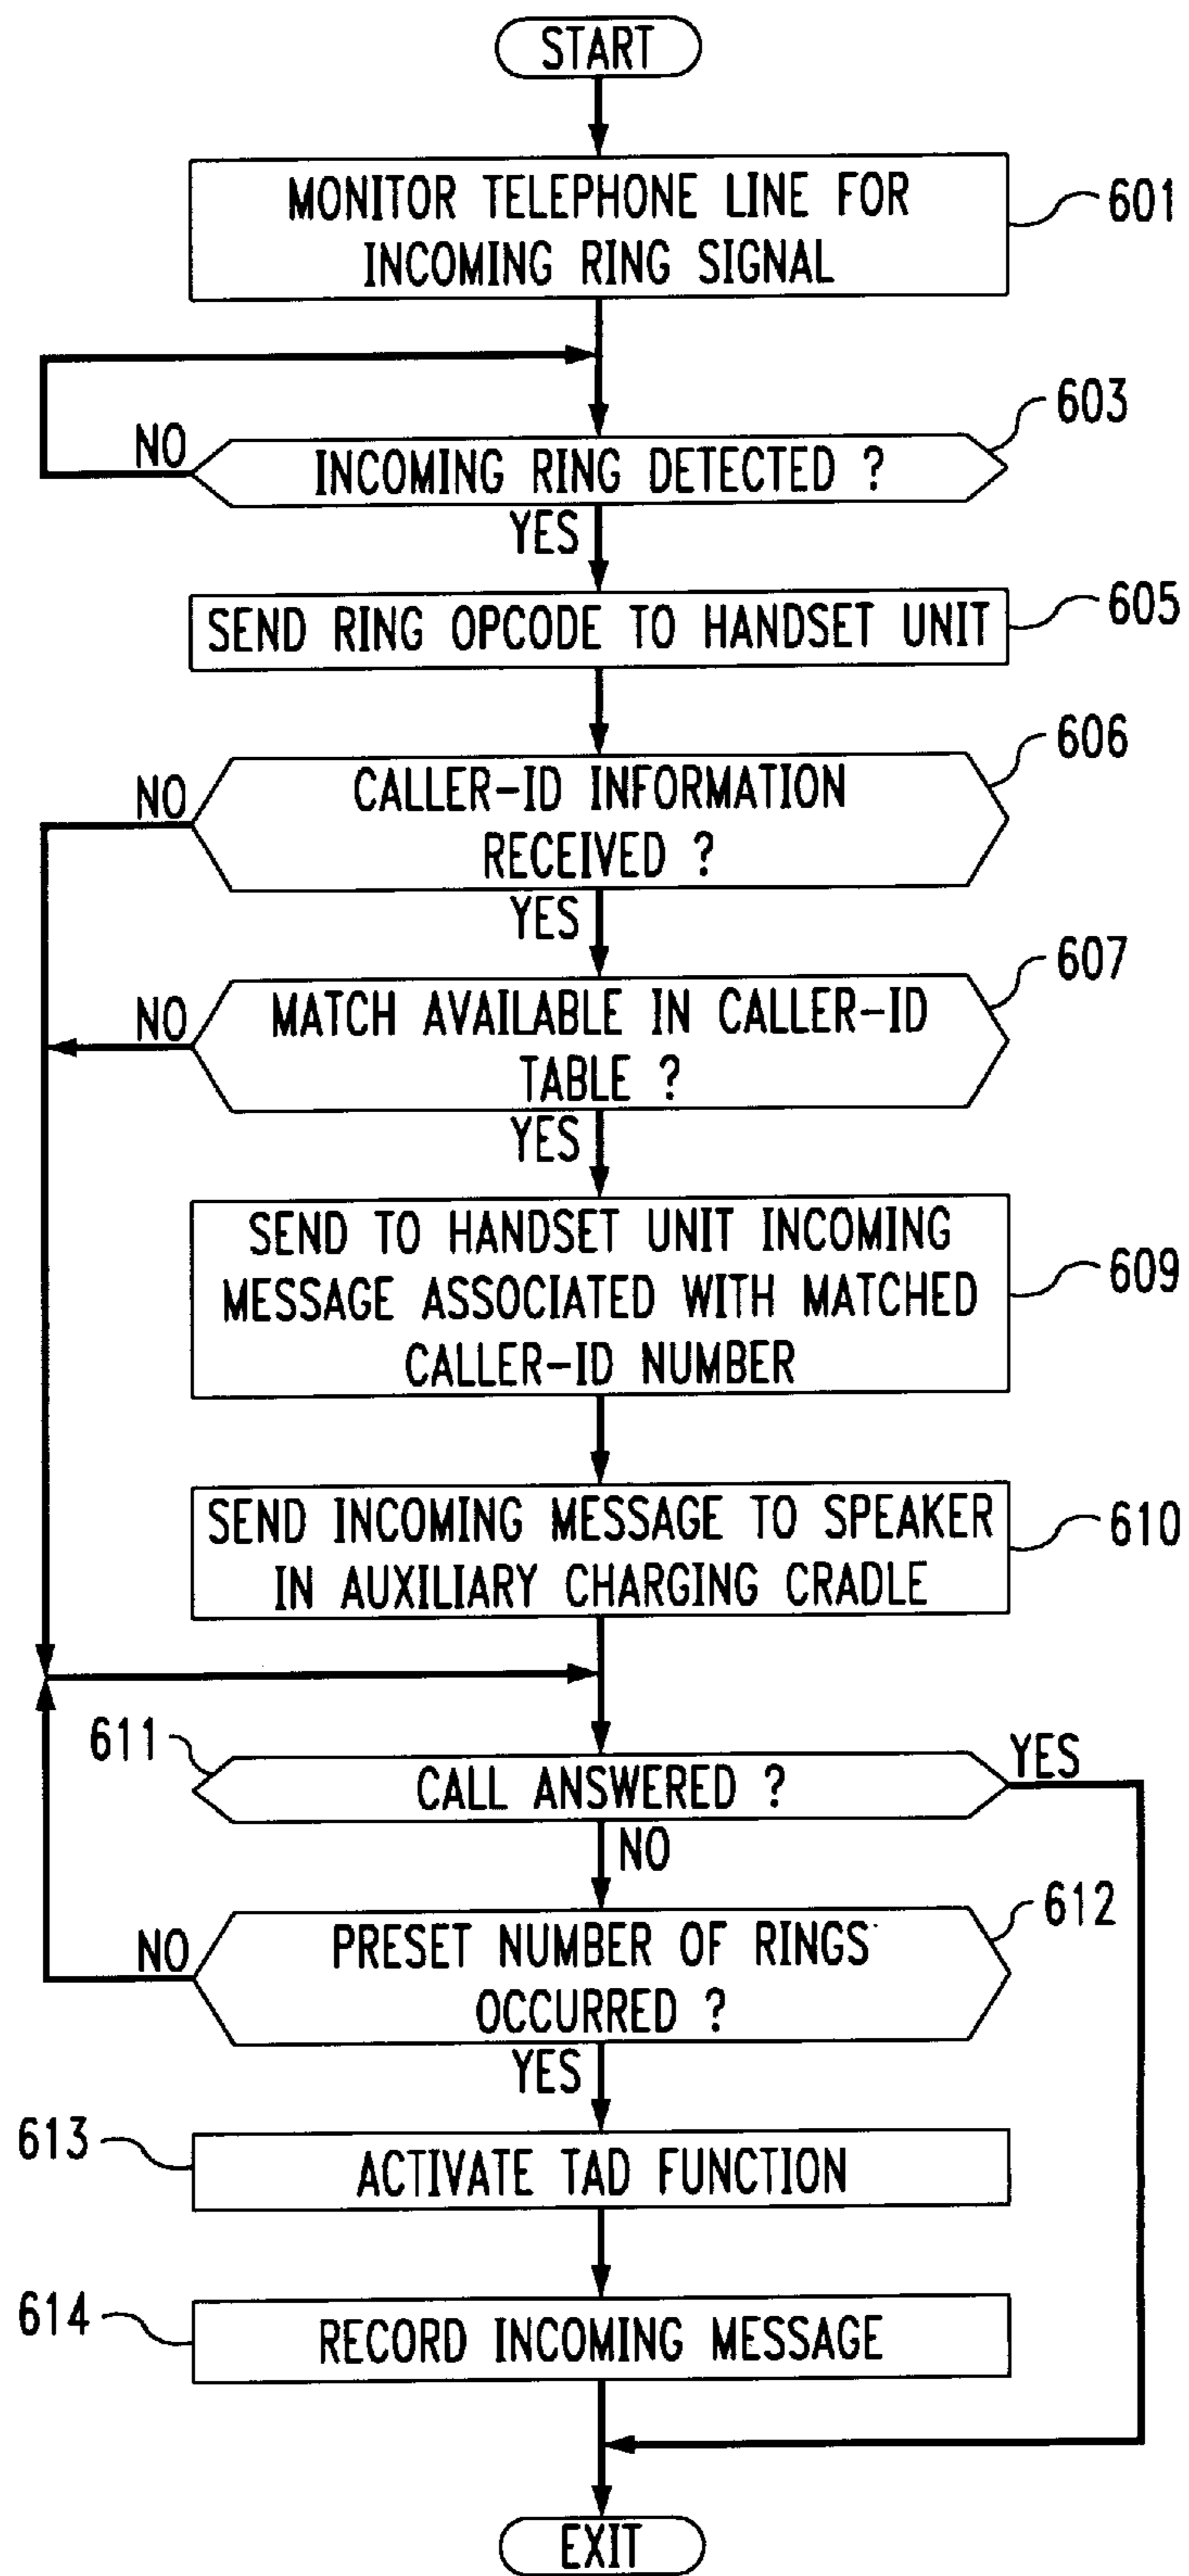 START
MONITOR TELEPHONE LINE FOR
INCOMING RING SIGNAL
601
603
NO
INCOMING RING DETECTED ?
YES
SEND RING OPCODE TO HANDSET UNIT
605
606
NO
CALLER-ID INFORMATION
RECEIVED ?
YES
607
NO
MATCH AVAILABLE IN CALLER-ID
TABLE ?
YES
SEND TO HANDSET UNIT INCOMING
MESSAGE ASSOCIATED WITH MATCHED
CALLER-ID NUMBER
609
SEND INCOMING MESSAGE TO SPEAKER
IN AUXILIARY CHARGING CRADLE
610
611
CALL ANSWERED ?
YES
NO
612
NO
PRESET NUMBER OF RINGS
OCCURRED ?
YES
613
ACTIVATE TAD FUNCTION
614
RECORD INCOMING MESSAGE
EXIT